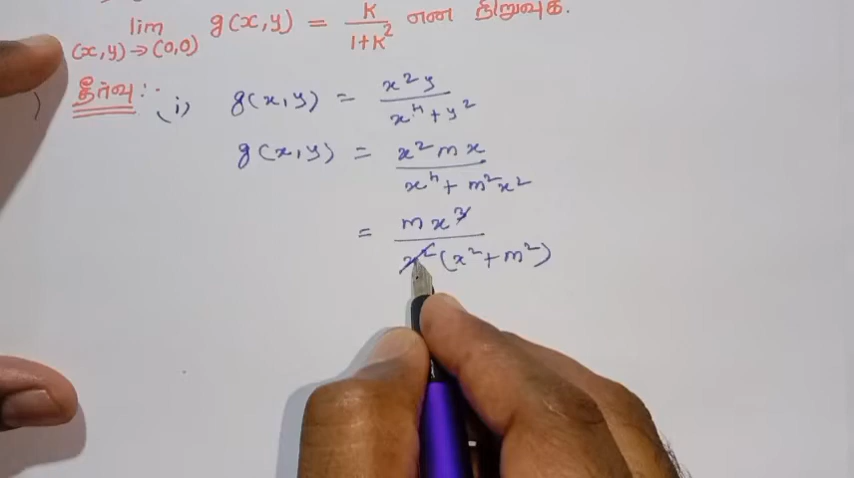 lim g(x,y) = k/(1+k²) என நிறுவுக.
(x,y)→(0,0)
தீர்வு:- (i) g(x,y) = x²y/(x⁴+y²)
g(x,y) = x²mx/(x⁴+m²x²)
= mx³/(x²(x²+m²))